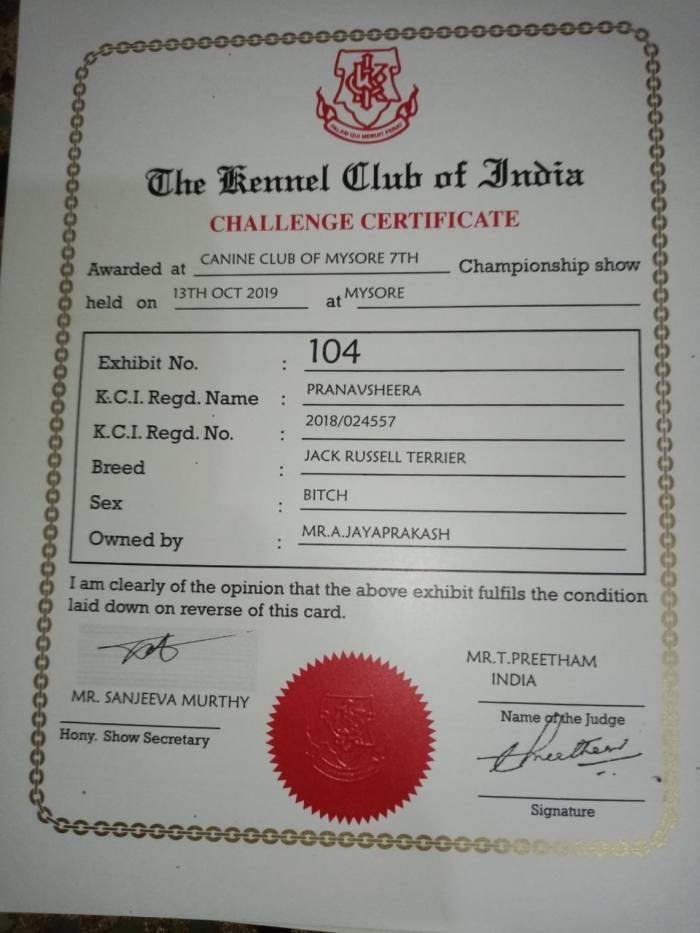 The Kennel Club of India
CHALLENGE CERTIFICATE
Awarded at CANINE CLUB OF MYSORE 7TH Championship show
held on 13TH OCT 2019 at MYSORE
Exhibit No. : 104
K.C.I. Regd. Name : PRANAVSHEERA
K.C.I. Regd. No. : 2018/024557
Breed : JACK RUSSELL TERRIER
Sex : BITCH
Owned by : MR.A.JAYAPRAKASH
I am clearly of the opinion that the above exhibit fulfils the condition
laid down on reverse of this card.
MR. SANJEEVA MURTHY
Hony. Show Secretary
MR.T.PREETHAM
INDIA
Name of the Judge
Signature